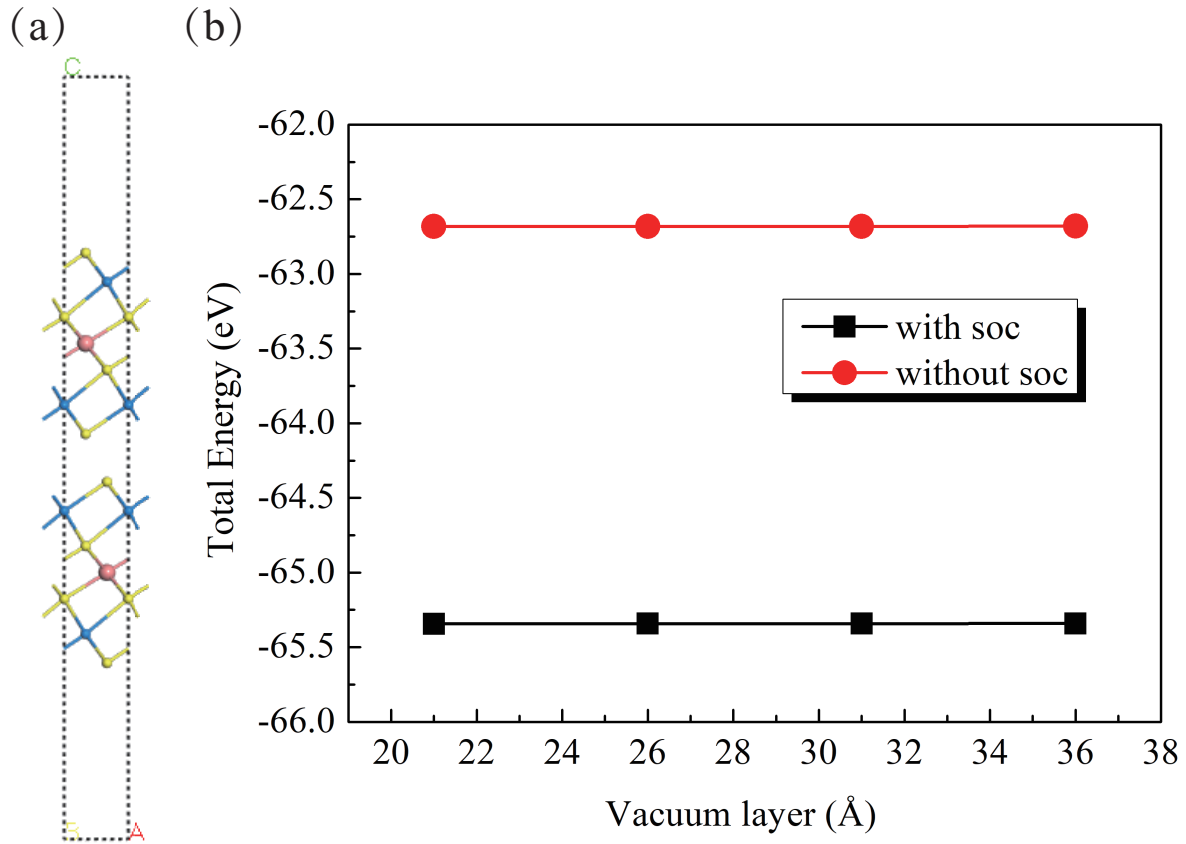 (a)
(b)
C
B
A
-62.0
-62.5
-63.0
-63.5
-64.0
-64.5
-65.0
-65.5
-66.0
Total Energy (eV)
with soc
without soc
20 22 24 26 28 30 32 34 36 38
Vacuum layer (Å)